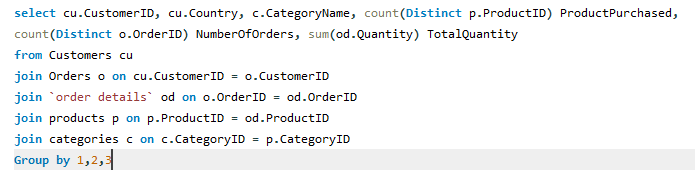 select cu.CustomerID, cu.Country, c.CategoryName, count(Distinct p.ProductID) ProductPurchased,
count(Distinct o.OrderID) NumberOfOrders, sum(od.Quantity) TotalQuantity
from Customers cu
join Orders o on cu.CustomerID = o.CustomerID
join `order details` od on o.OrderID = od.OrderID
join products p on p.ProductID = od.ProductID
join categories c on c.CategoryID = p.CategoryID
Group by 1,2,3